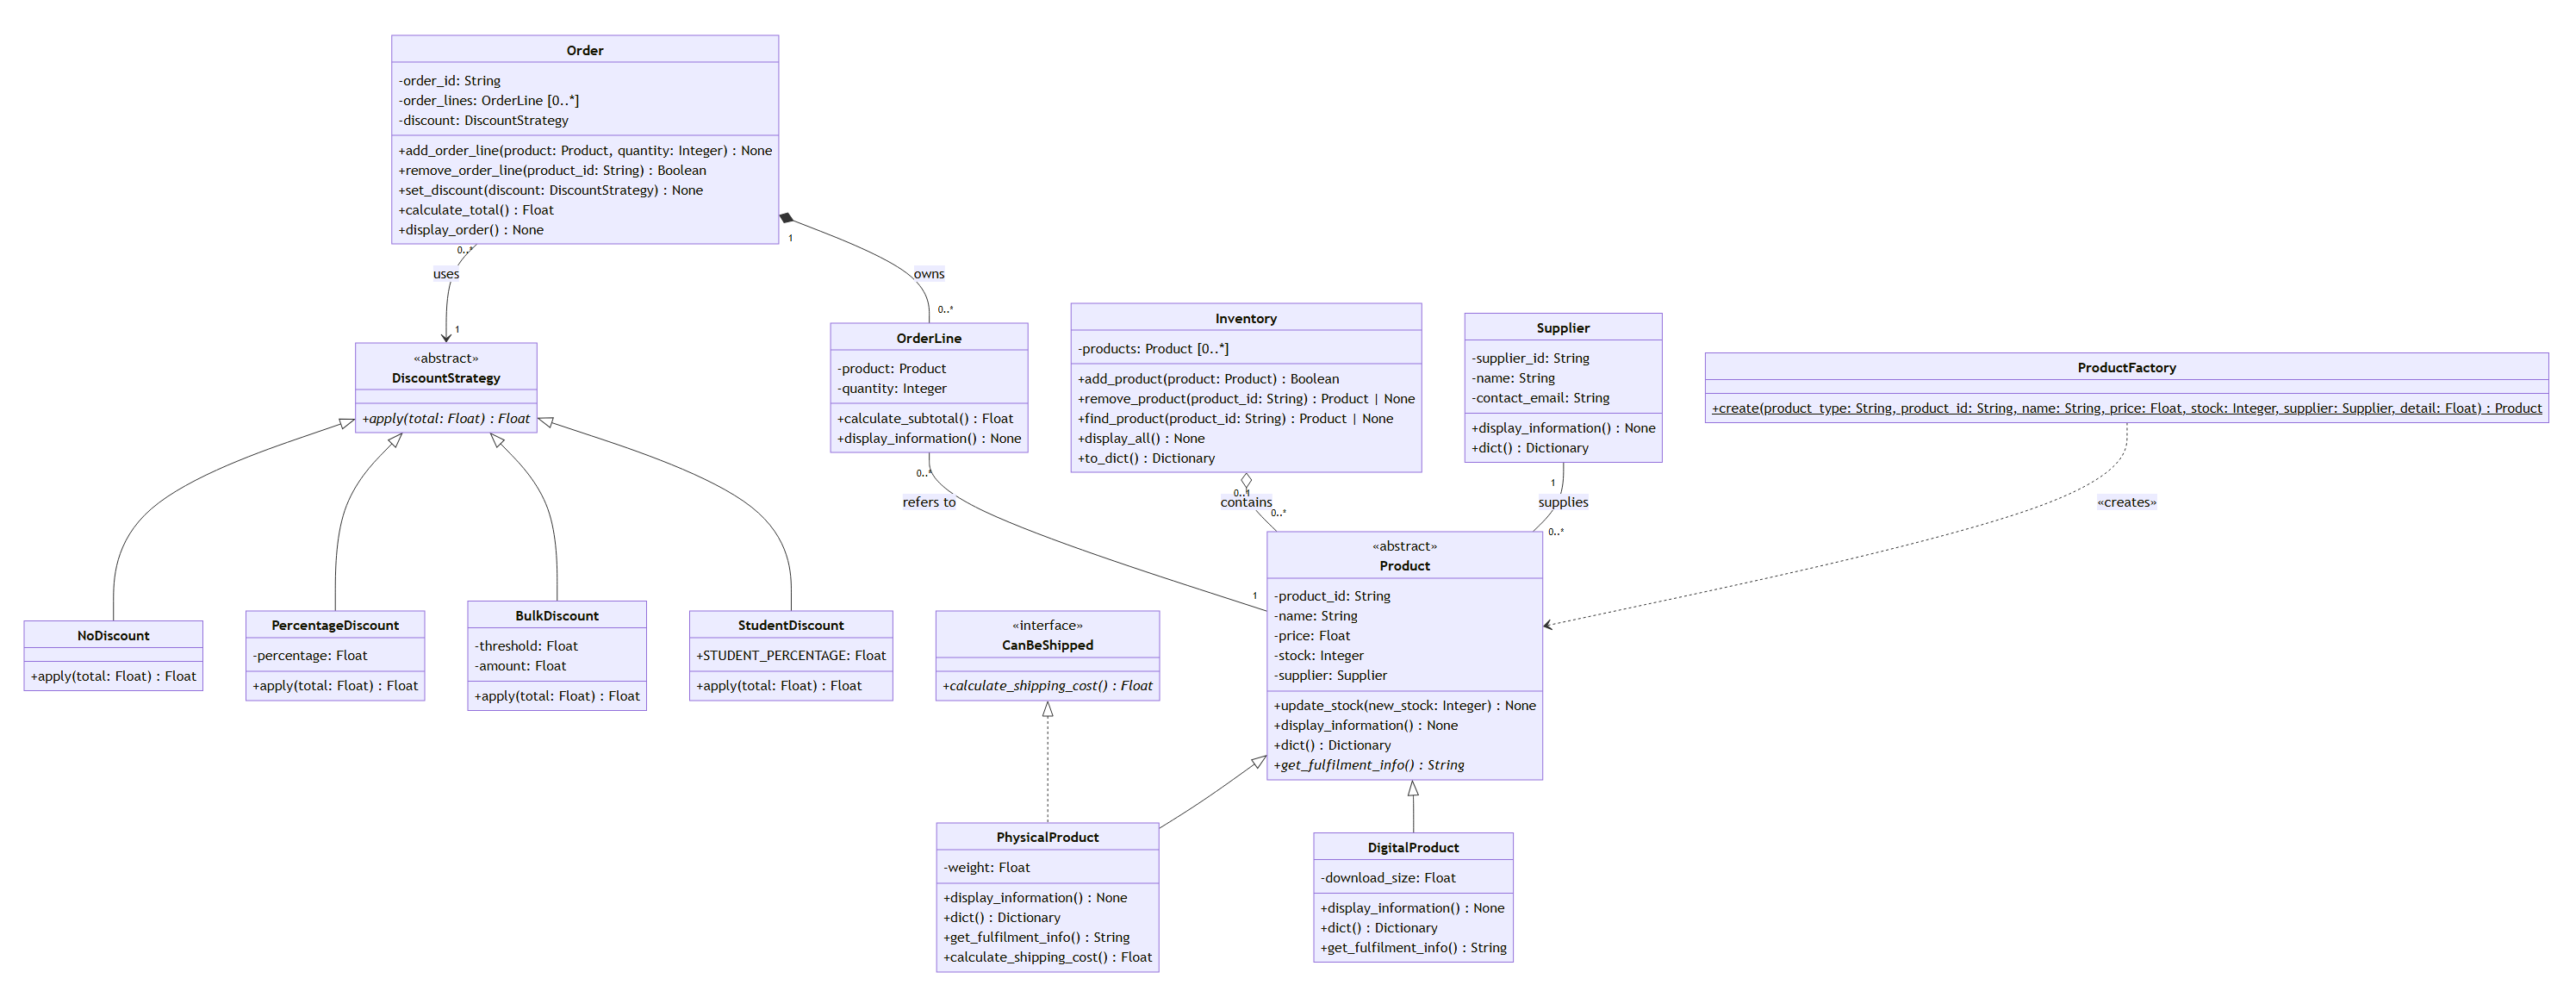 Order
-order_id: String
-order_lines: OrderLine [0..*]
-discount: DiscountStrategy
+add_order_line(product: Product, quantity: Integer) : None
+remove_order_line(product_id: String) : Boolean
+set_discount(discount: DiscountStrategy) : None
+calculate_total() : Float
+display_order() : None
0..*
1
uses
owns
1
0..*
«abstract»
DiscountStrategy
+apply(total: Float) : Float
OrderLine
-product: Product
-quantity: Integer
+calculate_subtotal() : Float
+display_information() : None
Inventory
-products: Product [0..*]
+add_product(product: Product) : Boolean
+remove_product(product_id: String) : Product | None
+find_product(product_id: String) : Product | None
+display_all() : None
+to_dict() : Dictionary
Supplier
-supplier_id: String
-name: String
-contact_email: String
+display_information() : None
+dict() : Dictionary
ProductFactory
+create(product_type: String, product_id: String, name: String, price: Float, stock: Integer, supplier: Supplier, detail: Float) : Product
0..*
refers to
1
0..1
contains
0..*
1
supplies
0..*
«creates»
NoDiscount
+apply(total: Float) : Float
PercentageDiscount
-percentage: Float
+apply(total: Float) : Float
BulkDiscount
-threshold: Float
-amount: Float
+apply(total: Float) : Float
StudentDiscount
+STUDENT_PERCENTAGE: Float
+apply(total: Float) : Float
«interface»
CanBeShipped
+calculate_shipping_cost() : Float
«abstract»
Product
-product_id: String
-name: String
-price: Float
-stock: Integer
-supplier: Supplier
+update_stock(new_stock: Integer) : None
+display_information() : None
+dict() : Dictionary
+get_fulfilment_info() : String
PhysicalProduct
-weight: Float
+display_information() : None
+dict() : Dictionary
+get_fulfilment_info() : String
+calculate_shipping_cost() : Float
DigitalProduct
-download_size: Float
+display_information() : None
+dict() : Dictionary
+get_fulfilment_info() : String